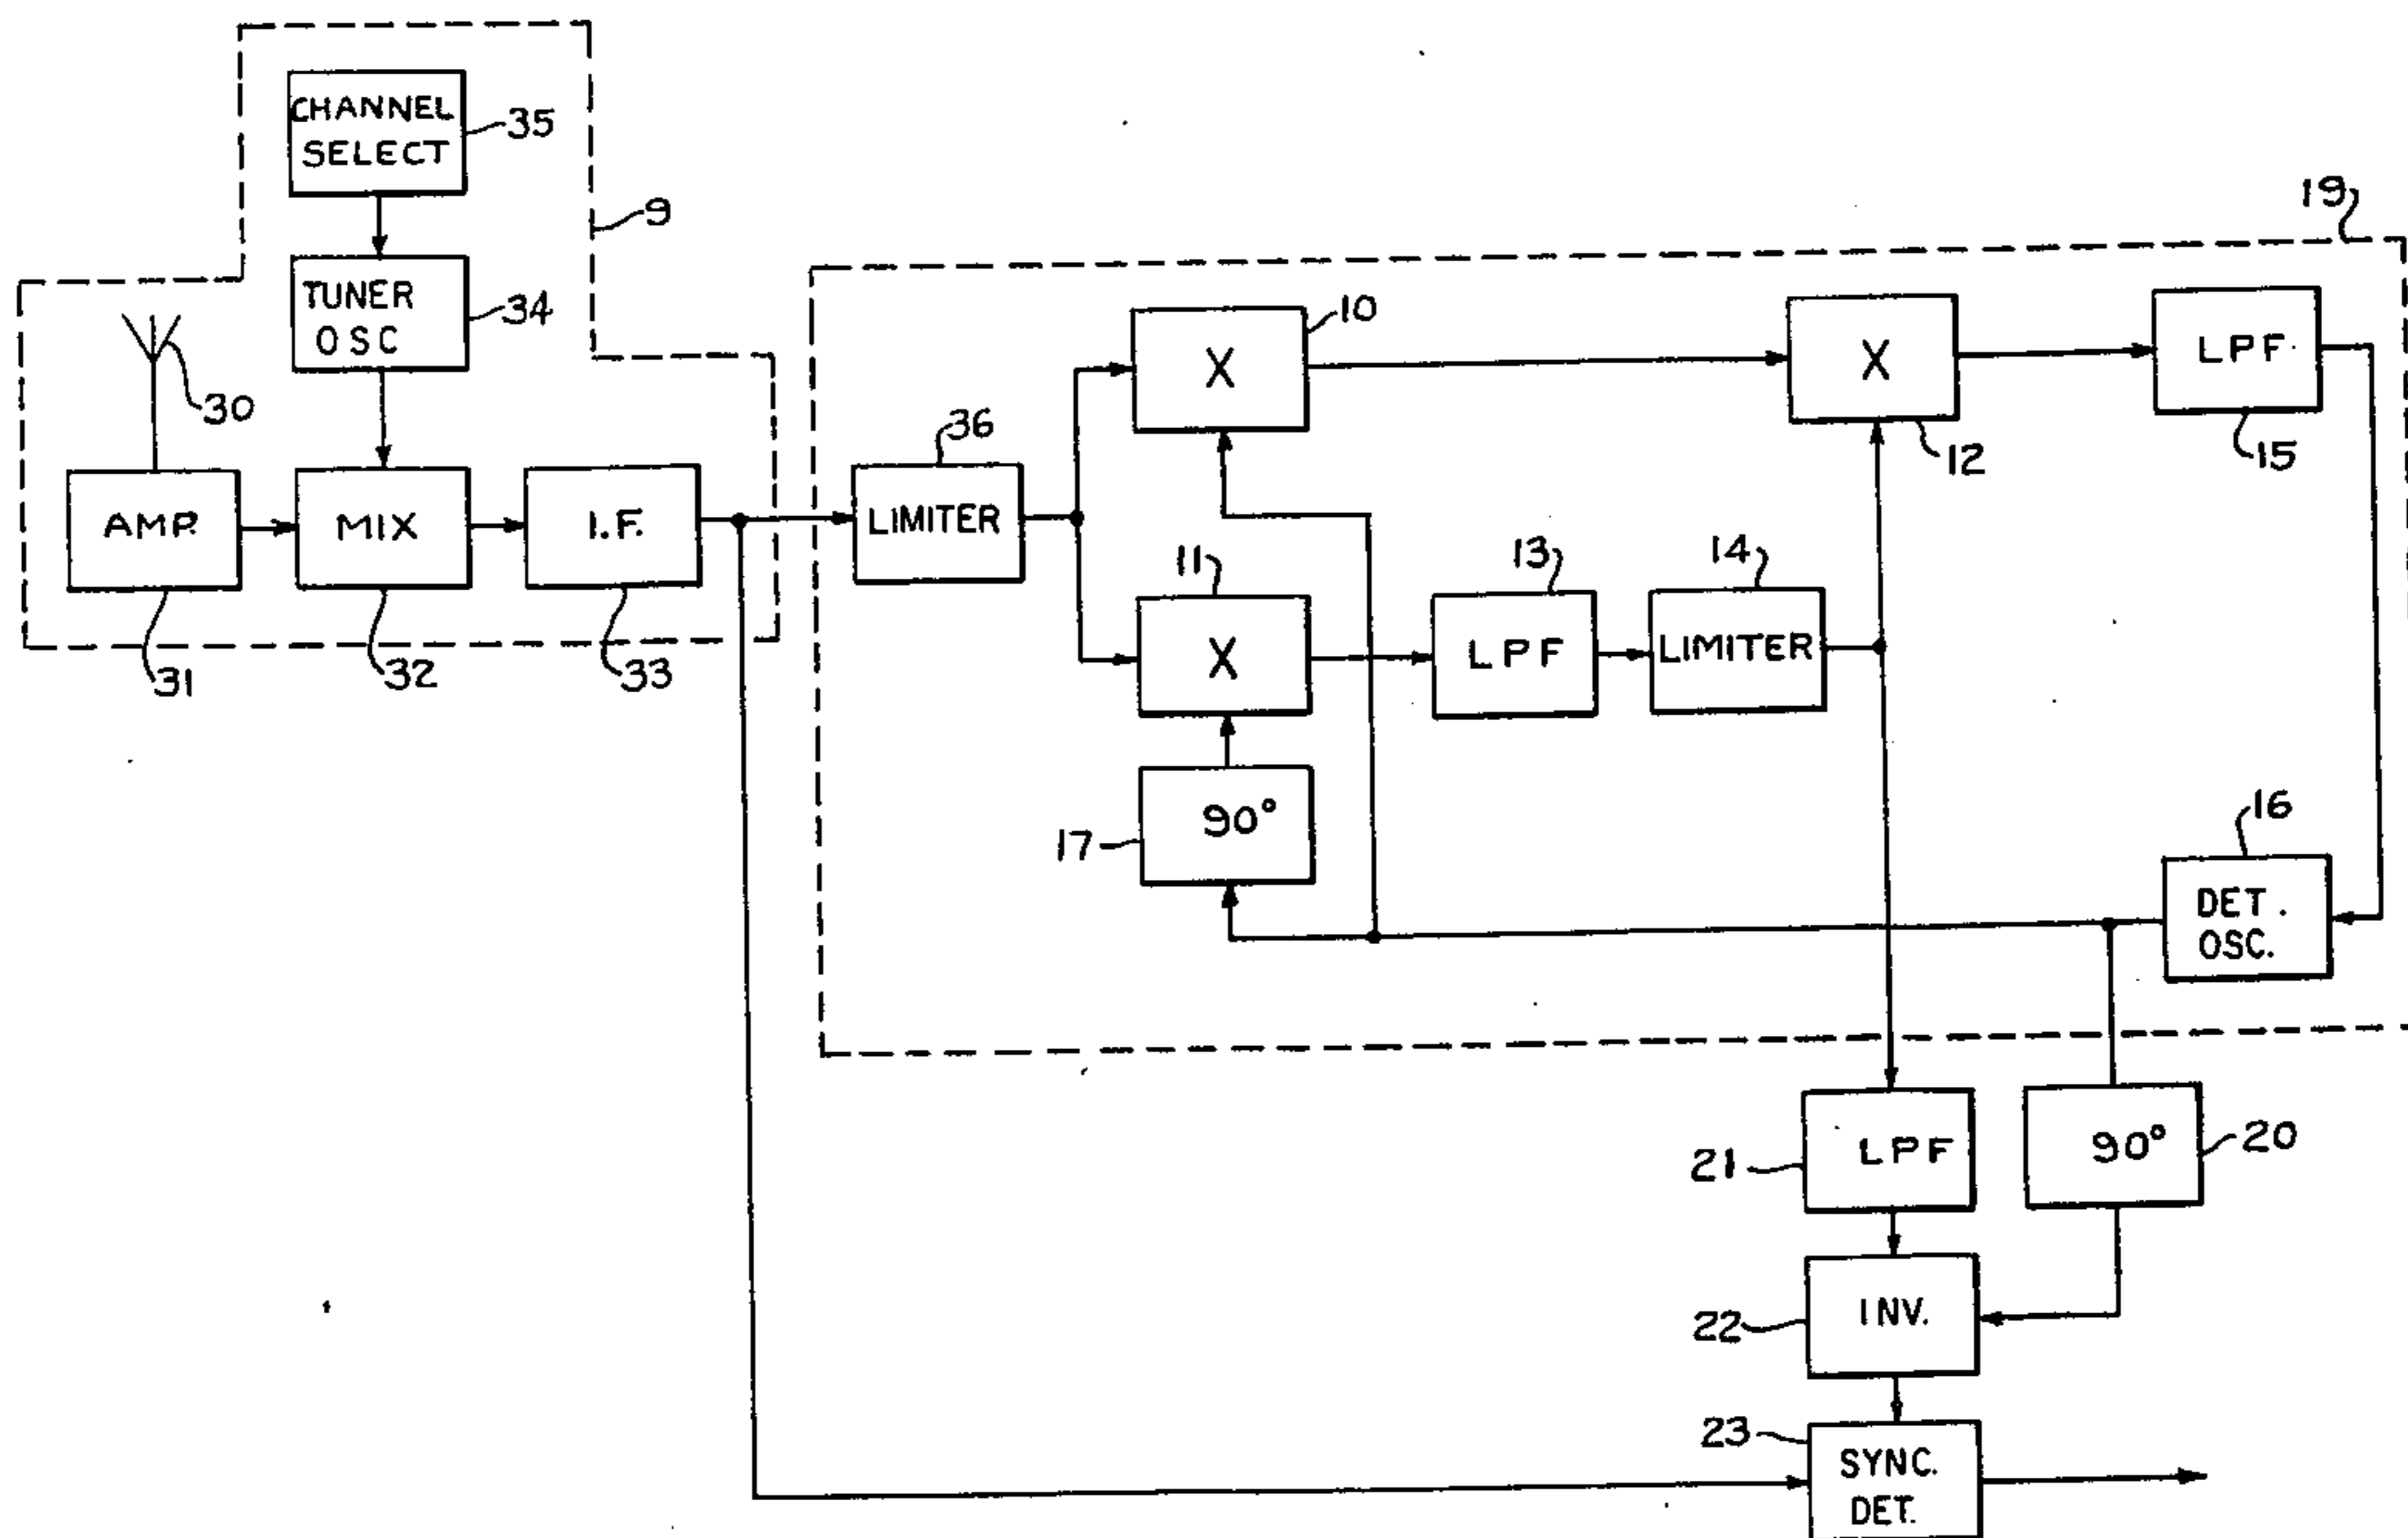 CHANNEL
SELECT
35
9
TUNER
OSC
34
30
AMP.
MIX
I.F.
31
32
33
19
36
LIMITER
10
X
X
12
LPF.
15
11
X
13
LPF
14
LIMITER
17
90°
16
DET.
OSC.
21
LPF
90°
20
22
INV.
23
SYNC.
DET.